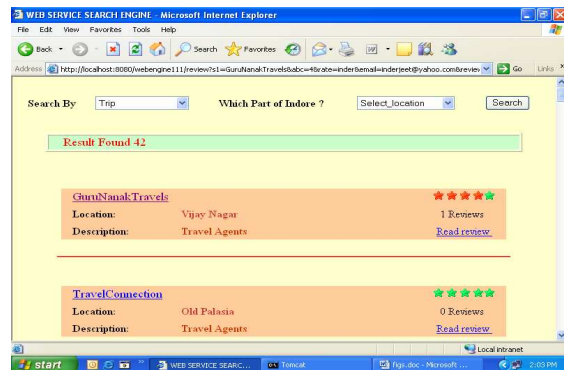 WEB SERVICE SEARCH ENGINE - Microsoft Internet Explorer
File Edit View Favorites Tools Help
Back Search Favorites
Address http://localhost:8080/webengine111/review?s1=GuruNanakTravels&abc=4&rate=inder&email=inderjeet@yahoo.com&review Go Links
Search By Trip Which Part of Indore ? Select_location Search
Result Found 42
GuruNanakTravels
Location: Vijay Nagar 1 Reviews
Description: Travel Agents Read review
TravelConnection
Location: Old Palasia 0 Reviews
Description: Travel Agents Read review
Local intranet
start WEB SERVICE SEARC... Tomcat figs.doc - Microsoft ... 2:03 PM